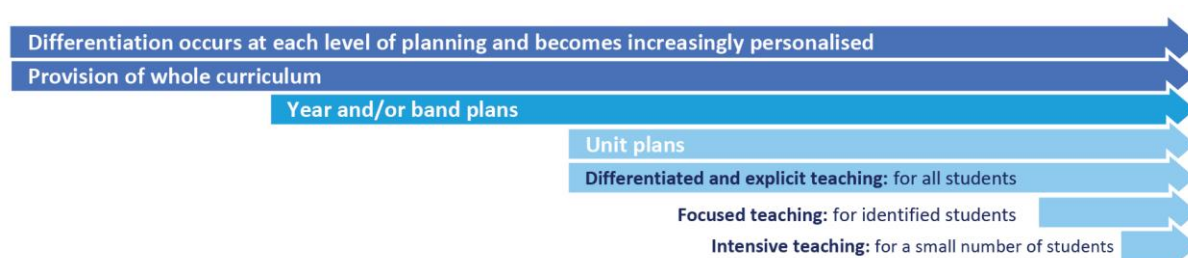 Differentiation occurs at each level of planning and becomes increasingly personalised
Provision of whole curriculum
Year and/or band plans
Unit plans
Differentiated and explicit teaching: for all students
Focused teaching: for identified students
Intensive teaching: for a small number of students